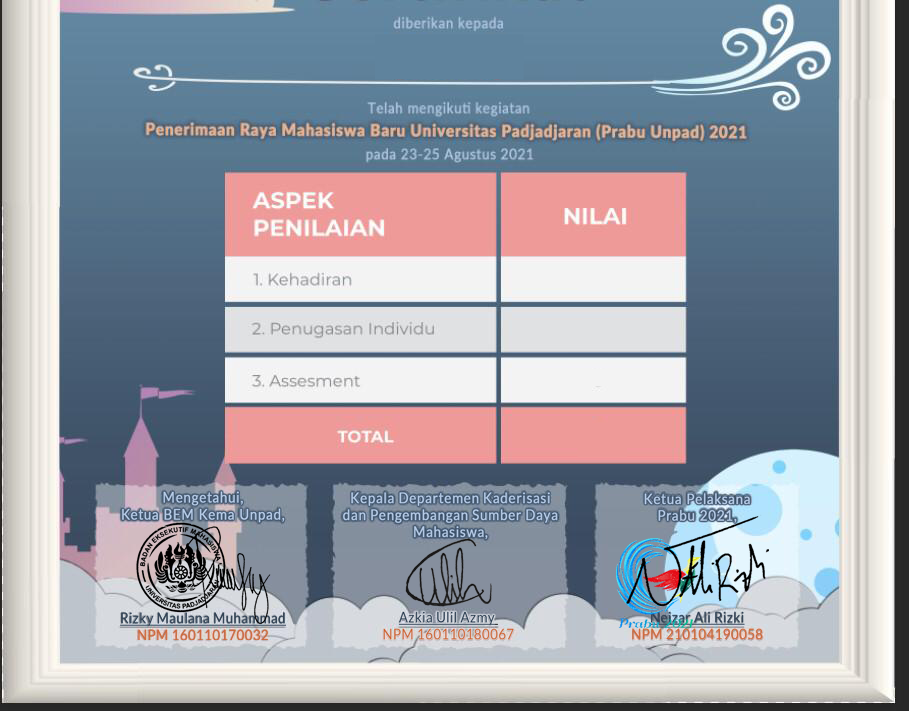 diberikan kepada
Telah mengikuti kegiatan
Penerimaan Raya Mahasiswa Baru Universitas Padjadjaran (Prabu Unpad) 2021
pada 23-25 Agustus 2021
ASPEK
PENILAIAN
NILAI
1. Kehadiran
2. Penugasan Individu
3. Assesment
TOTAL
Mengetahui,
Ketua BEM Kema Unpad,
BADAN EKSEKUTIF MAHASISWA
UNIVERSITAS PADJADJARAN
Rizky Maulana Muhammad
NPM 160110170032
Kepala Departemen Kaderisasi
dan Pengembangan Sumber Daya
Mahasiswa,
Azkia Ulil Azmy
NPM 160110180067
Ketua Pelaksana
Prabu 2021,
Neizar Ali Rizki
NPM 210104190058